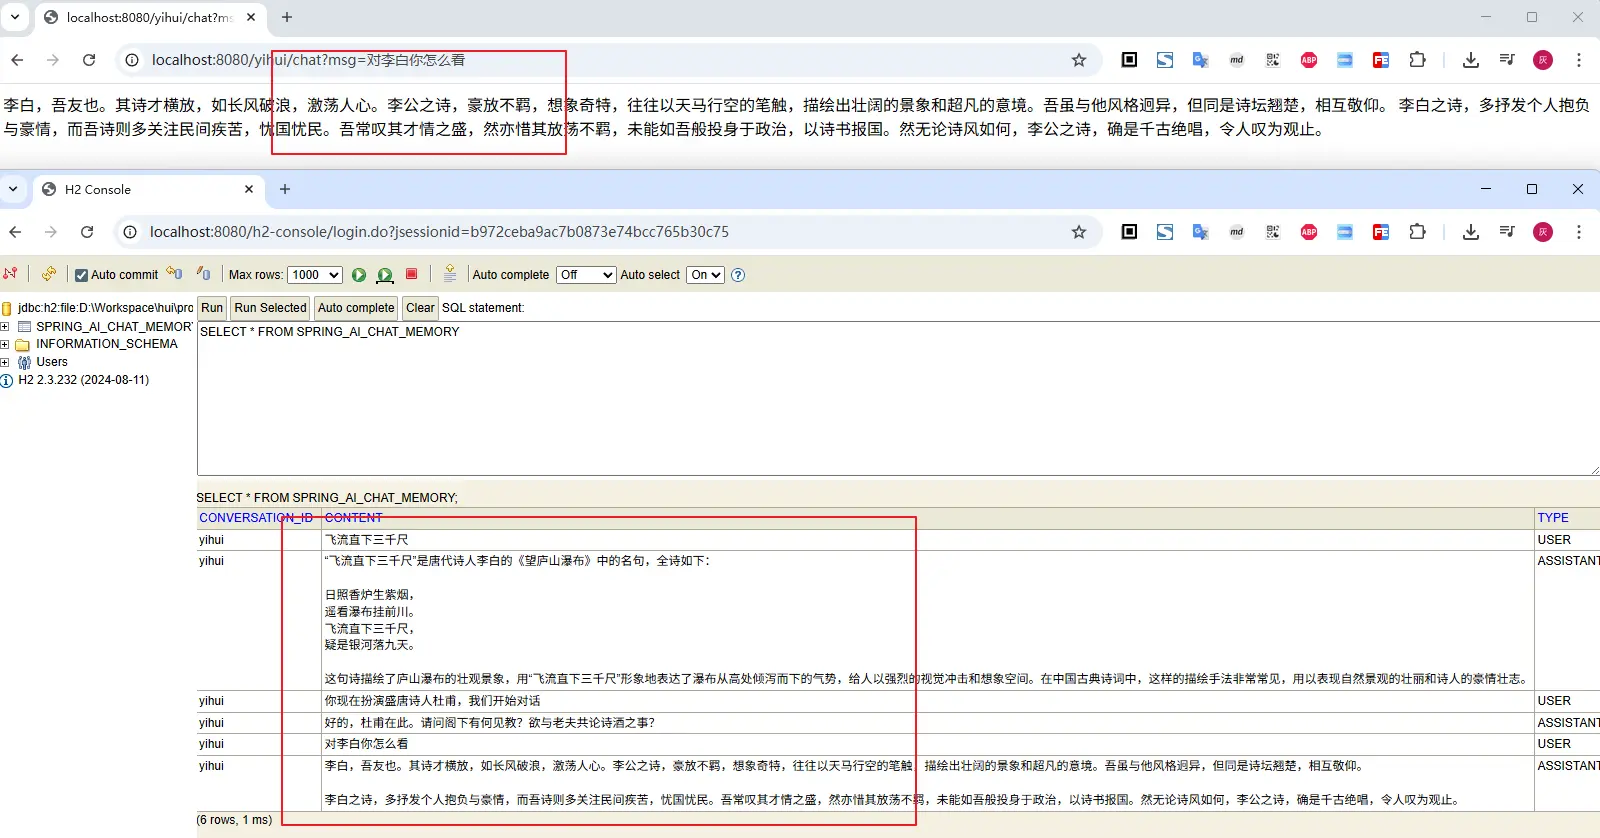 localhost:8080/yihui/chat?ms
localhost:8080/yihui/chat?msg=对李白你怎么看
md
ABP
FE
灰
李白，吾友也。其诗才横放，如长风破浪，激荡人心。李公之诗，豪放不羁，想象奇特，往往以天马行空的笔触，描绘出壮阔的景象和超凡的意境。吾虽与他风格迥异，但同是诗坛翘楚，相互敬仰。 李白之诗，多抒发个人抱负
与豪情，而吾诗则多关注民间疾苦，忧国忧民。吾常叹其才情之盛，然亦惜其放荡不羁，未能如吾般投身于政治，以诗书报国。然无论诗风如何，李公之诗，确是千古绝唱，令人叹为观止。
H2 Console
localhost:8080/h2-console/login.do?jsessionid=b972ceba9ac7b0873e74bcc765b30c75
md
ABP
FE
灰
Auto commit
Max rows: 1000
Auto complete Off Auto select On
jdbc:h2:file:D:\Workspace\hui\pro
SPRING_AI_CHAT_MEMORY
INFORMATION_SCHEMA
Users
H2 2.3.232 (2024-08-11)
Run Run Selected Auto complete Clear SQL statement:
SELECT * FROM SPRING_AI_CHAT_MEMORY
SELECT * FROM SPRING_AI_CHAT_MEMORY;
CONVERSATION_ID CONTENT TYPE
yihui 飞流直下三千尺 USER
yihui “飞流直下三千尺”是唐代诗人李白的《望庐山瀑布》中的名句，全诗如下： ASSISTANT
日照香炉生紫烟，
遥看瀑布挂前川。
飞流直下三千尺，
疑是银河落九天。
这句诗描绘了庐山瀑布的壮观景象，用“飞流直下三千尺”形象地表达了瀑布从高处倾泻而下的气势，给人以强烈的视觉冲击和想象空间。在中国古典诗词中，这样的描绘手法非常常见，用以表现自然景观的壮丽和诗人的豪情壮志。
yihui 你现在扮演盛唐诗人杜甫，我们开始对话 USER
yihui 好的，杜甫在此。请问阁下有何见教？欲与老夫共论诗酒之事？ ASSISTANT
yihui 对李白你怎么看 USER
yihui 李白，吾友也。其诗才横放，如长风破浪，激荡人心。李公之诗，豪放不羁，想象奇特，往往以天马行空的笔触，描绘出壮阔的景象和超凡的意境。吾虽与他风格迥异，但同是诗坛翘楚，相互敬仰。 ASSISTANT
李白之诗，多抒发个人抱负与豪情，而吾诗则多关注民间疾苦，忧国忧民。吾常叹其才情之盛，然亦惜其放荡不羁，未能如吾般投身于政治，以诗书报国。然无论诗风如何，李公之诗，确是千古绝唱，令人叹为观止。
(6 rows, 1 ms)